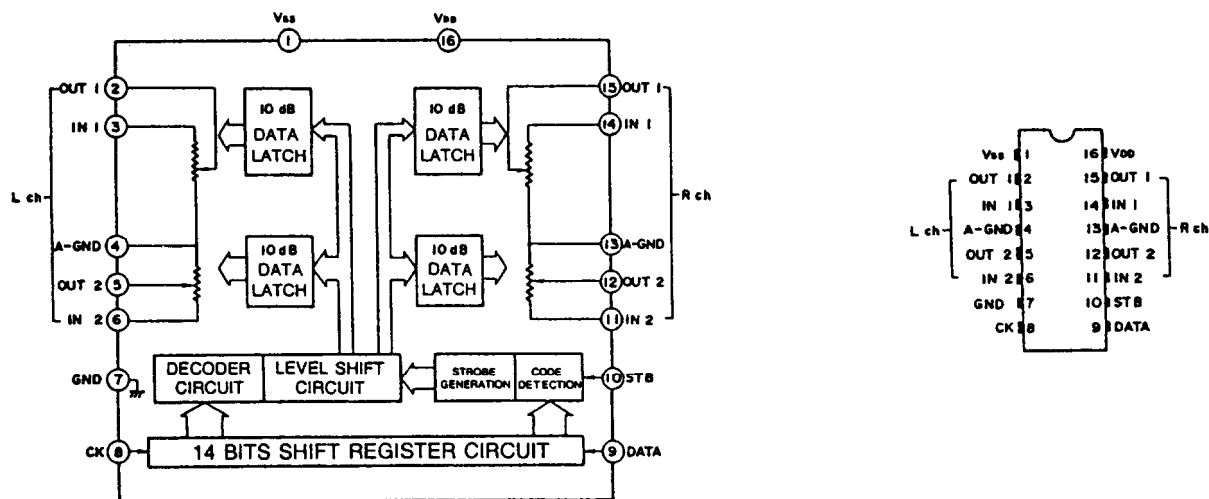 Vss VDD
1 16
OUT 1 2 15 OUT 1
IN 1 3 14 IN 1
10 dB DATA LATCH
10 dB DATA LATCH
L ch R ch
A-GND 4 13 A-GND
10 dB DATA LATCH
10 dB DATA LATCH
OUT 2 5 12 OUT 2
IN 2 6 11 IN 2
DECODER CIRCUIT
LEVEL SHIFT CIRCUIT
STROBE GENERATION
CODE DETECTION
GND 7 10 STB
CK 8 14 BITS SHIFT REGISTER CIRCUIT 9 DATA
Vss 1 16 VDD
OUT 1 2 15 OUT 1
IN 1 3 14 IN 1
L ch A-GND 4 13 A-GND R ch
OUT 2 5 12 OUT 2
IN 2 6 11 IN 2
GND 7 10 STB
CK 8 9 DATA